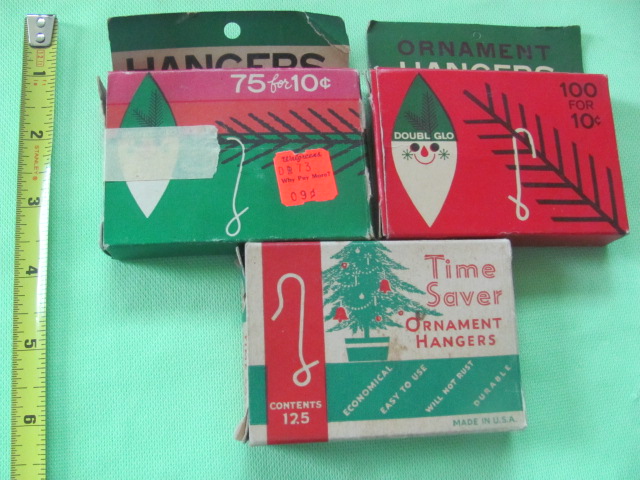 HANGERS
75 for 10¢
Walgreens
0873
Why Pay More?
09¢
ORNAMENT
HANGERS
100
FOR
10¢
DOUBL GLO
Time
Saver
ORNAMENT
HANGERS
ECONOMICAL
EASY TO USE
WILL NOT RUST
DURABLE
CONTENTS
125
MADE IN U.S.A.
1
2
STANLEY
3
4
5
6